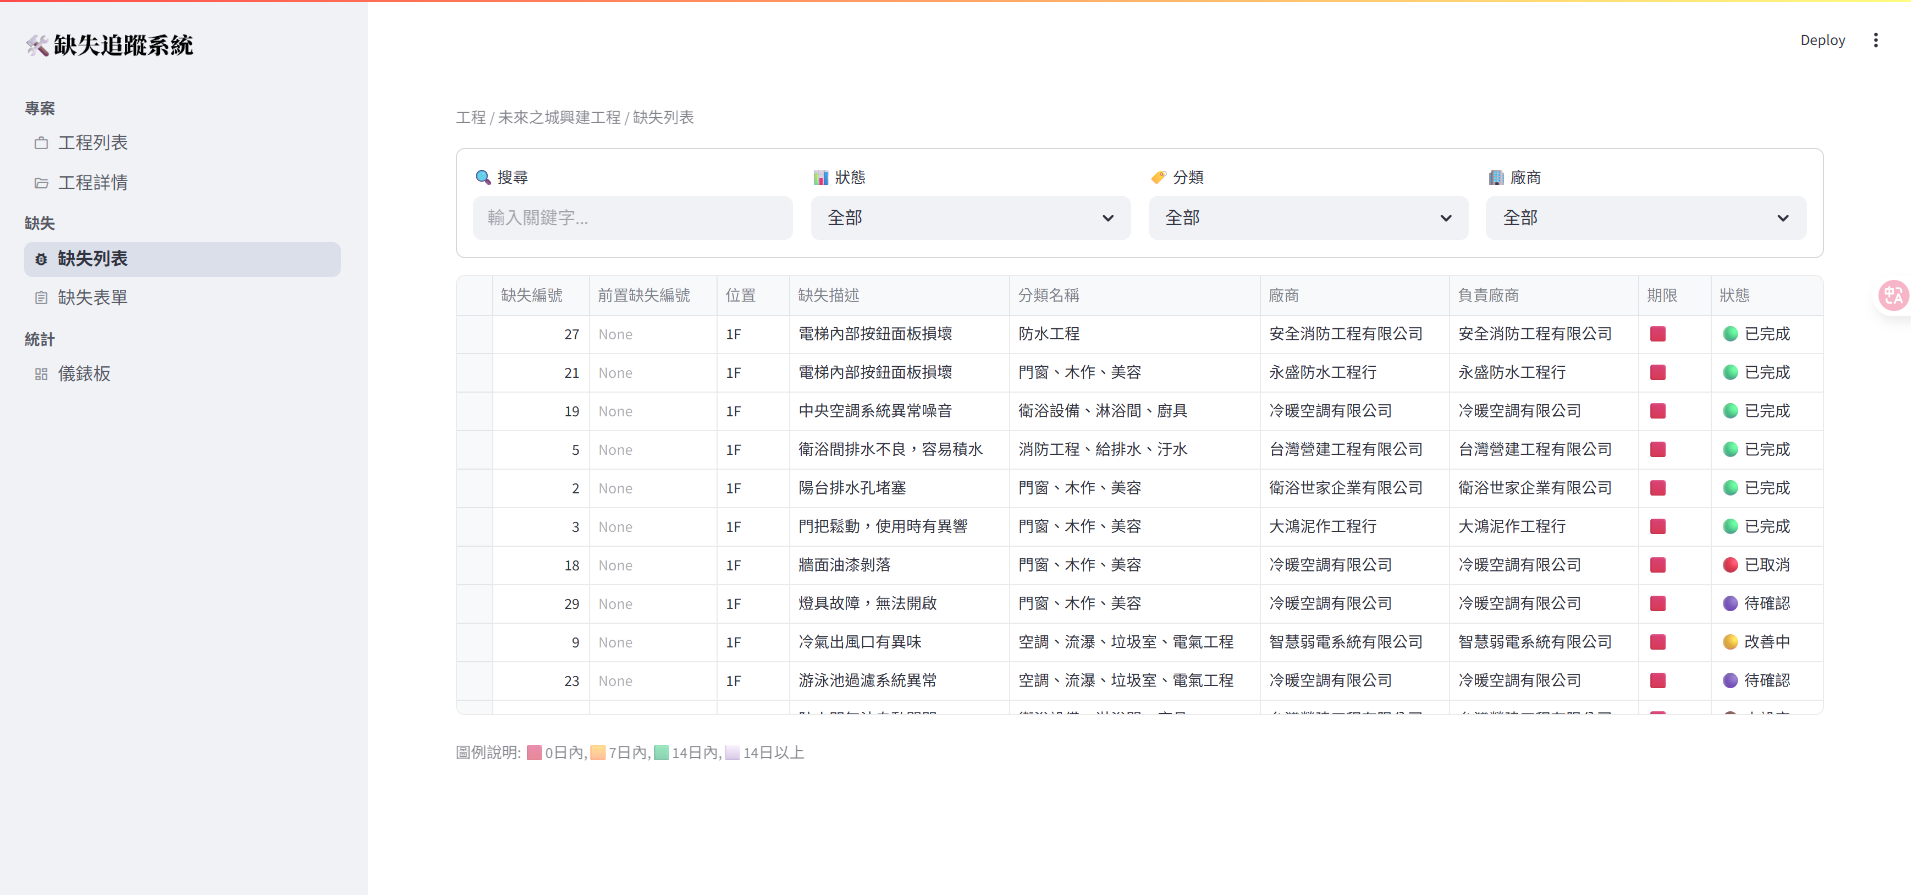 缺失追蹤系統
專案
工程列表
工程詳情
缺失
缺失列表
缺失表單
統計
儀錶板
Deploy
工程 / 未來之城興建工程 / 缺失列表
搜尋 狀態 分類 廠商
輸入關鍵字... 全部 全部 全部
缺失編號 前置缺失編號 位置 缺失描述 分類名稱 廠商 負責廠商 期限 狀態
27 None 1F 電梯內部按鈕面板損壞 防水工程 安全消防工程有限公司 安全消防工程有限公司 已完成
21 None 1F 電梯內部按鈕面板損壞 門窗、木作、美容 永盛防水工程行 永盛防水工程行 已完成
19 None 1F 中央空調系統異常噪音 衛浴設備、淋浴間、廚具 冷暖空調有限公司 冷暖空調有限公司 已完成
5 None 1F 衛浴間排水不良，容易積水 消防工程、給排水、汙水 台灣營建工程有限公司 台灣營建工程有限公司 已完成
2 None 1F 陽台排水孔堵塞 門窗、木作、美容 衛浴世家企業有限公司 衛浴世家企業有限公司 已完成
3 None 1F 門把鬆動，使用時有異響 門窗、木作、美容 大鴻泥作工程行 大鴻泥作工程行 已完成
18 None 1F 牆面油漆剝落 門窗、木作、美容 冷暖空調有限公司 冷暖空調有限公司 已取消
29 None 1F 燈具故障，無法開啟 門窗、木作、美容 冷暖空調有限公司 冷暖空調有限公司 待確認
9 None 1F 冷氣出風口有異味 空調、流瀑、垃圾室、電氣工程 智慧弱電系統有限公司 智慧弱電系統有限公司 改善中
23 None 1F 游泳池過濾系統異常 空調、流瀑、垃圾室、電氣工程 冷暖空調有限公司 冷暖空調有限公司 待確認
圖例說明: 0日內, 7日內, 14日內, 14日以上